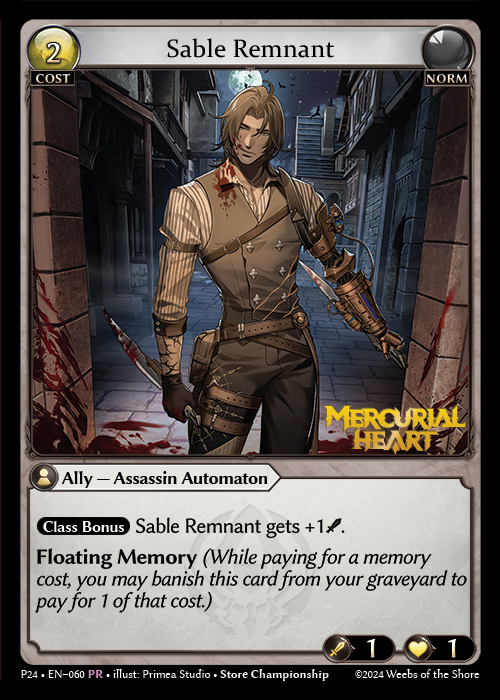 2
Sable Remnant
COST
NORM
MERCURIAL
HEART
Ally — Assassin Automaton
Class Bonus Sable Remnant gets +1.
Floating Memory (While paying for a memory
cost, you may banish this card from your graveyard to
pay for 1 of that cost.)
1
1
P24 • EN–060 PR • illust: Primea Studio • Store Championship
©2024 Weebs of the Shore